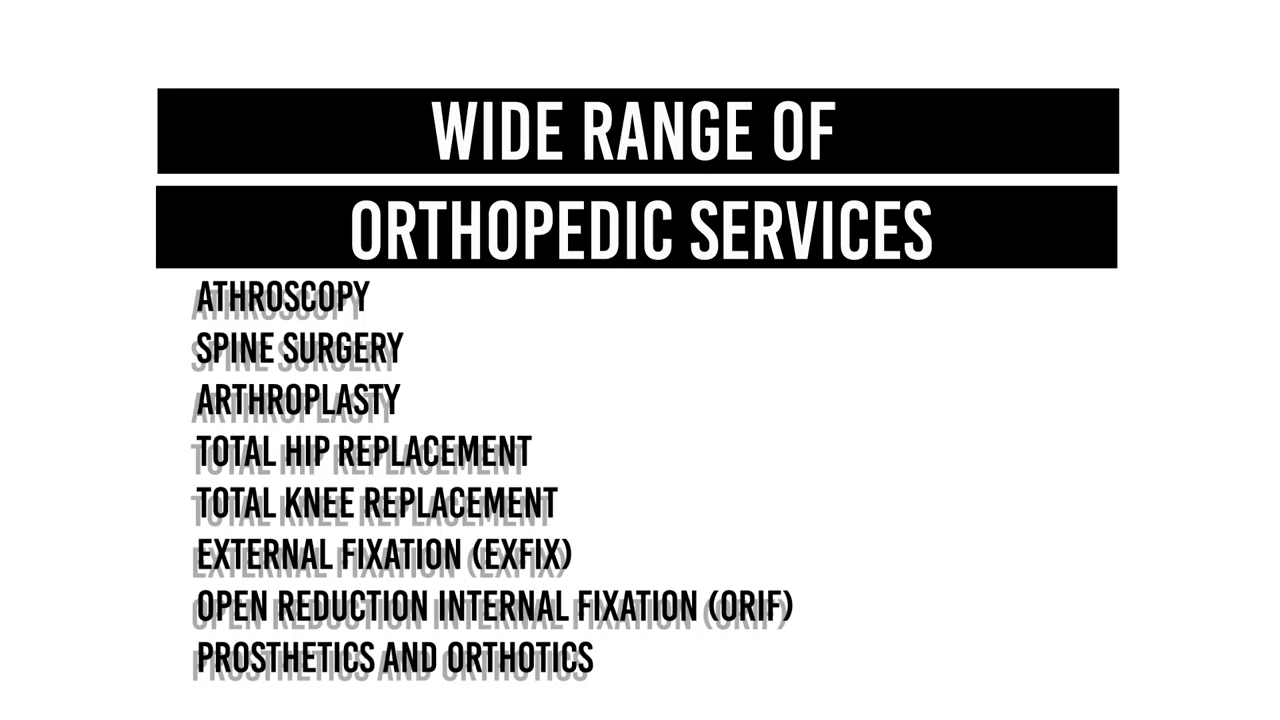 WIDE RANGE OF
ORTHOPEDIC SERVICES
ATHROSCOPY
SPINE SURGERY
ARTHROPLASTY
TOTAL HIP REPLACEMENT
TOTAL KNEE REPLACEMENT
EXTERNAL FIXATION (EXFIX)
OPEN REDUCTION INTERNAL FIXATION (ORIF)
PROSTHETICS AND ORTHOTICS